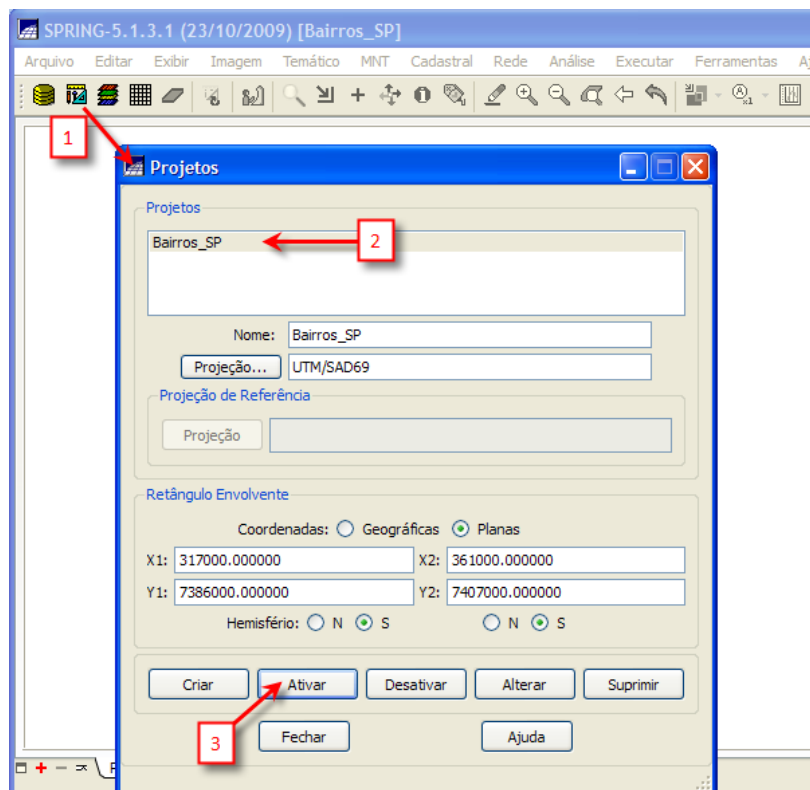 SPRING-5.1.3.1 (23/10/2009) [Bairros_SP]
Arquivo Editar Exibir Imagem Temático MNT Cadastral Rede Análise Executar Ferramentas
1
Projetos
Projetos
Bairros_SP
2
Nome: Bairros_SP
Projeção... UTM/SAD69
Projeção de Referência
Projeção
Retângulo Envolvente
Coordenadas: Geográficas Planas
X1: 317000.000000 X2: 361000.000000
Y1: 7386000.000000 Y2: 7407000.000000
Hemisfério: N S N S
Criar Ativar Desativar Alterar Suprimir
3
Fechar Ajuda